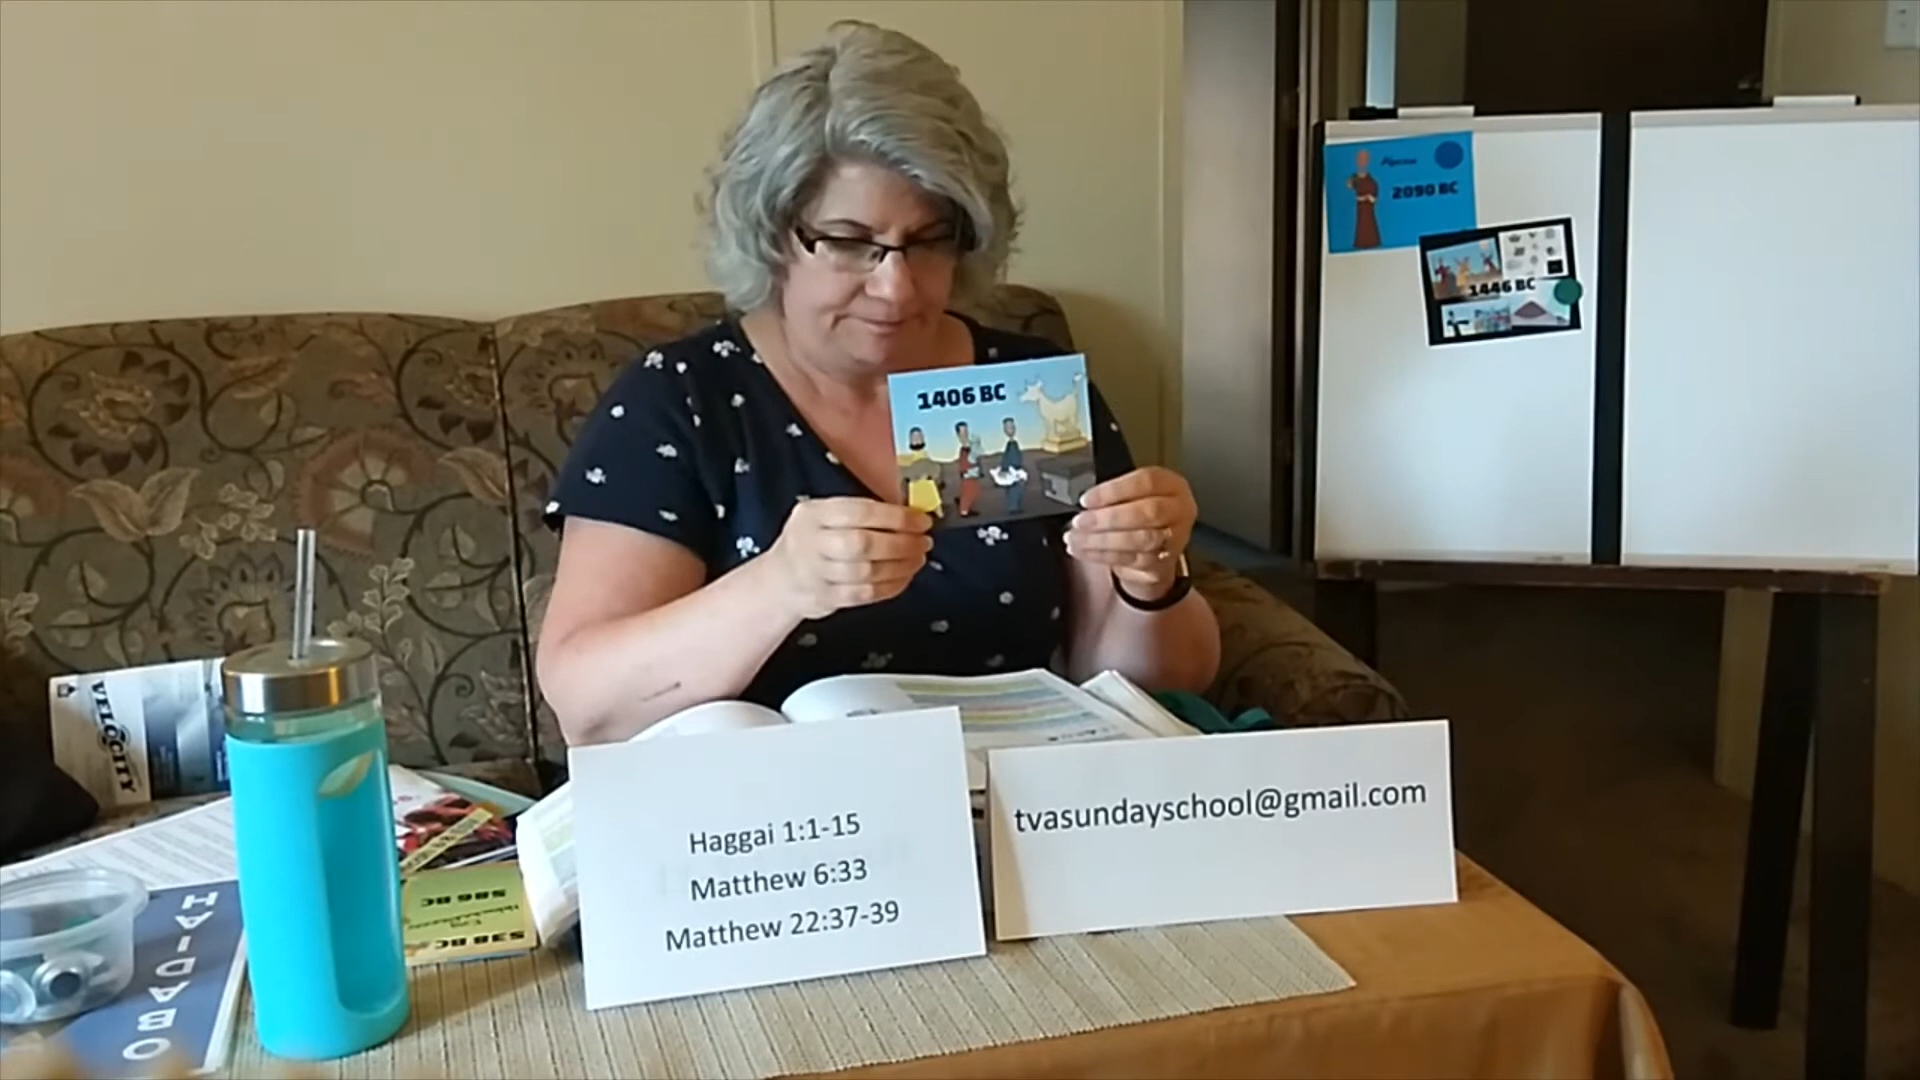 2090 BC
1446 BC
1406 BC
VELOCITY
Haggai 1:1-15
Matthew 6:33
Matthew 22:37-39
tvasundayschool@gmail.com
586 BC
538 BC
OBADIAH